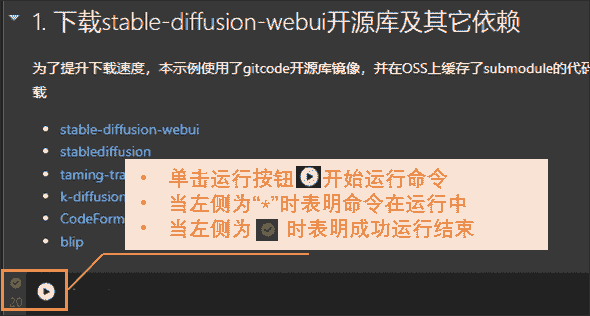 1. 下载stable-diffusion-webui开源库及其它依赖
为了提升下载速度，本示例使用了gitcode开源库镜像，并在OSS上缓存了submodule的代码
载
stable-diffusion-webui
stablediffusion
taming-tra
k-diffusion
CodeForm
blip
• 单击运行按钮 开始运行命令
• 当左侧为“*”时表明命令在运行中
• 当左侧为 时表明成功运行结束
20